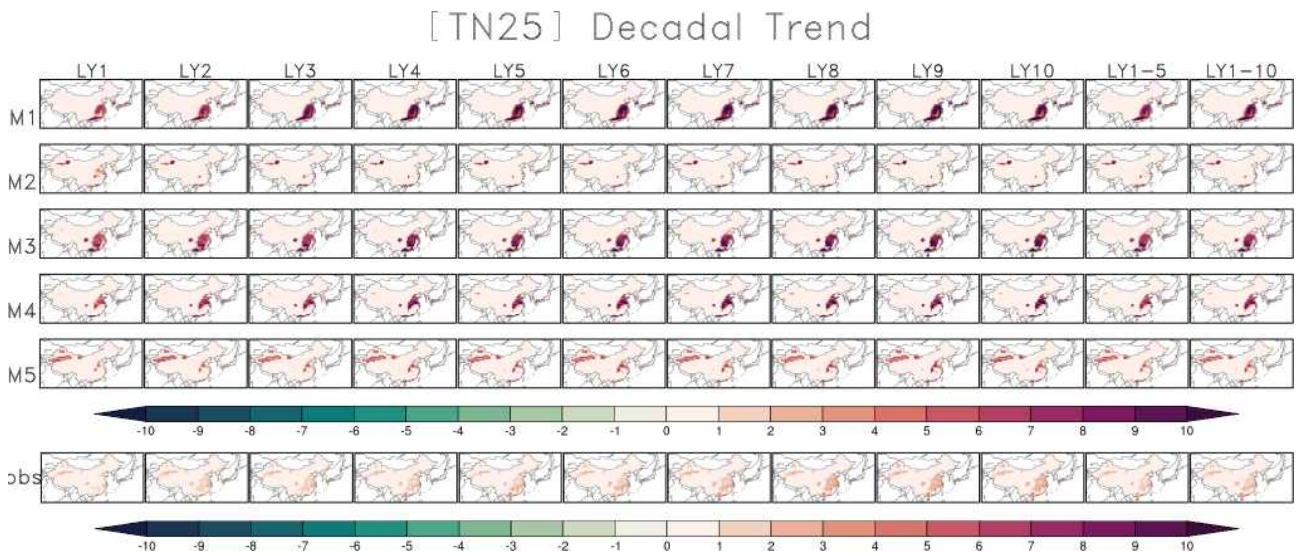 [TN25] Decadal Trend
LY1 LY2 LY3 LY4 LY5 LY6 LY7 LY8 LY9 LY10 LY1-5 LY1-10
M1
M2
M3
M4
M5
-10 -9 -8 -7 -6 -5 -4 -3 -2 -1 0 1 2 3 4 5 6 7 8 9 10
obs
-10 -9 -8 -7 -6 -5 -4 -3 -2 -1 0 1 2 3 4 5 6 7 8 9 10